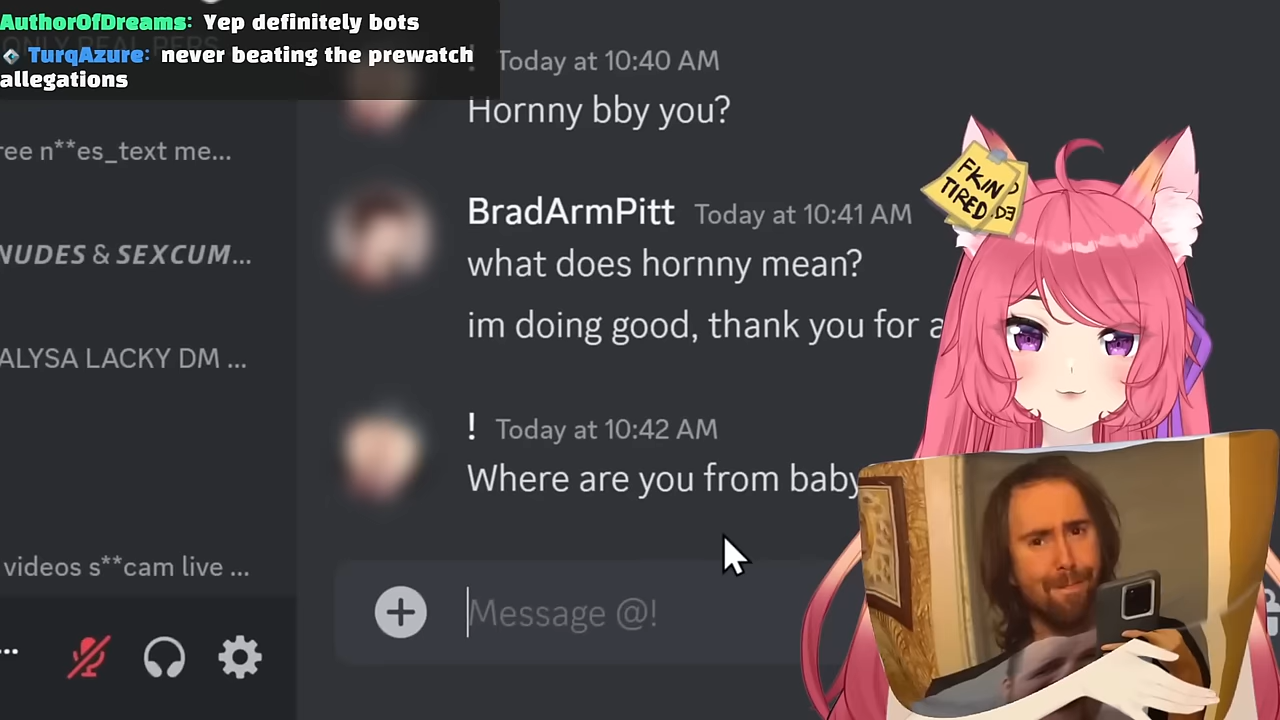 AuthorOfDreams: Yep definitely bots
TurqAzure: never beating the prewatch
allegations
ree n**es_text me...
NUDES & SEXCUM...
ALYSA LACKY DM ...
videos s**cam live ...
! Today at 10:40 AM
Hornny bby you?
BradArmPitt Today at 10:41 AM
what does hornny mean?
im doing good, thank you for a
! Today at 10:42 AM
Where are you from baby
Message @!
FKIN
TIRED